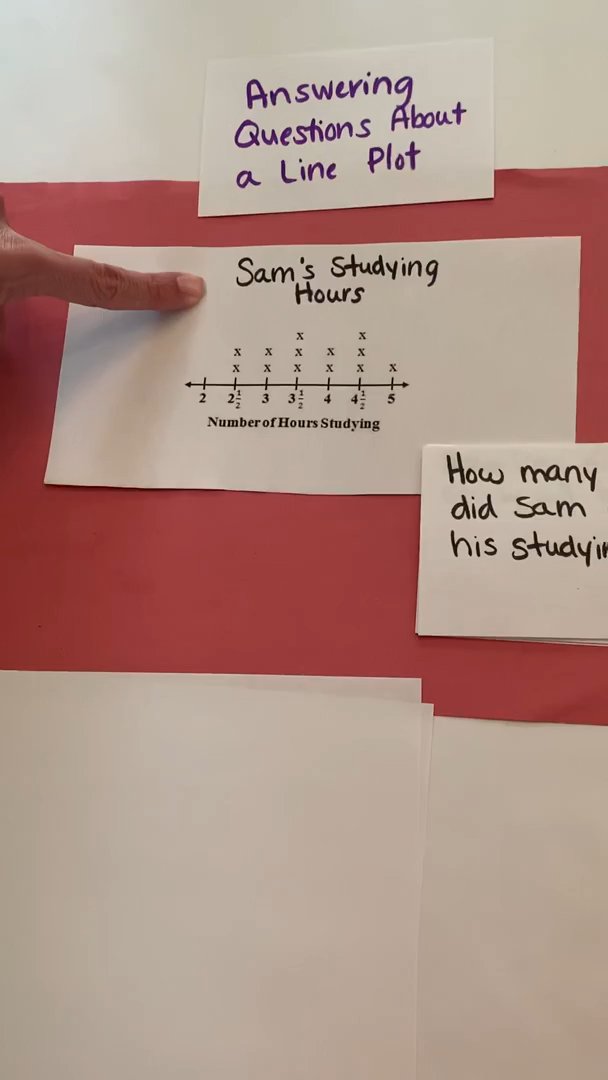 Answering
Questions About
a Line Plot
Sam's Studying
Hours
x x
x x x x x
x x x x x x
2 2 1/2 3 3 1/2 4 4 1/2 5
Number of Hours Studying
How many
did Sam
his